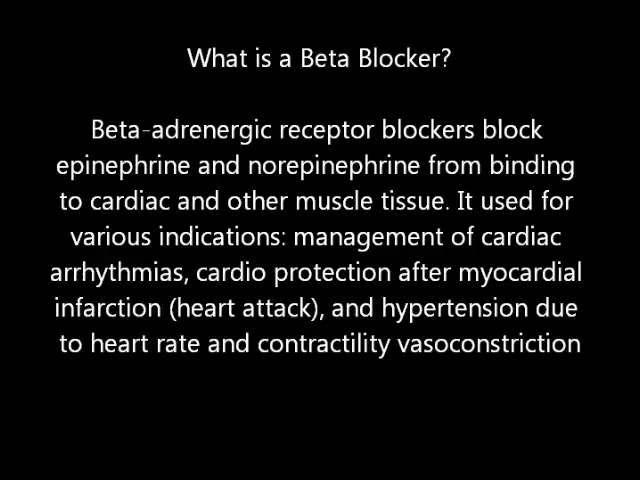 What is a Beta Blocker?
Beta-adrenergic receptor blockers block
epinephrine and norepinephrine from binding
to cardiac and other muscle tissue. It used for
various indications: management of cardiac
arrhythmias, cardio protection after myocardial
infarction (heart attack), and hypertension due
to heart rate and contractility vasoconstriction